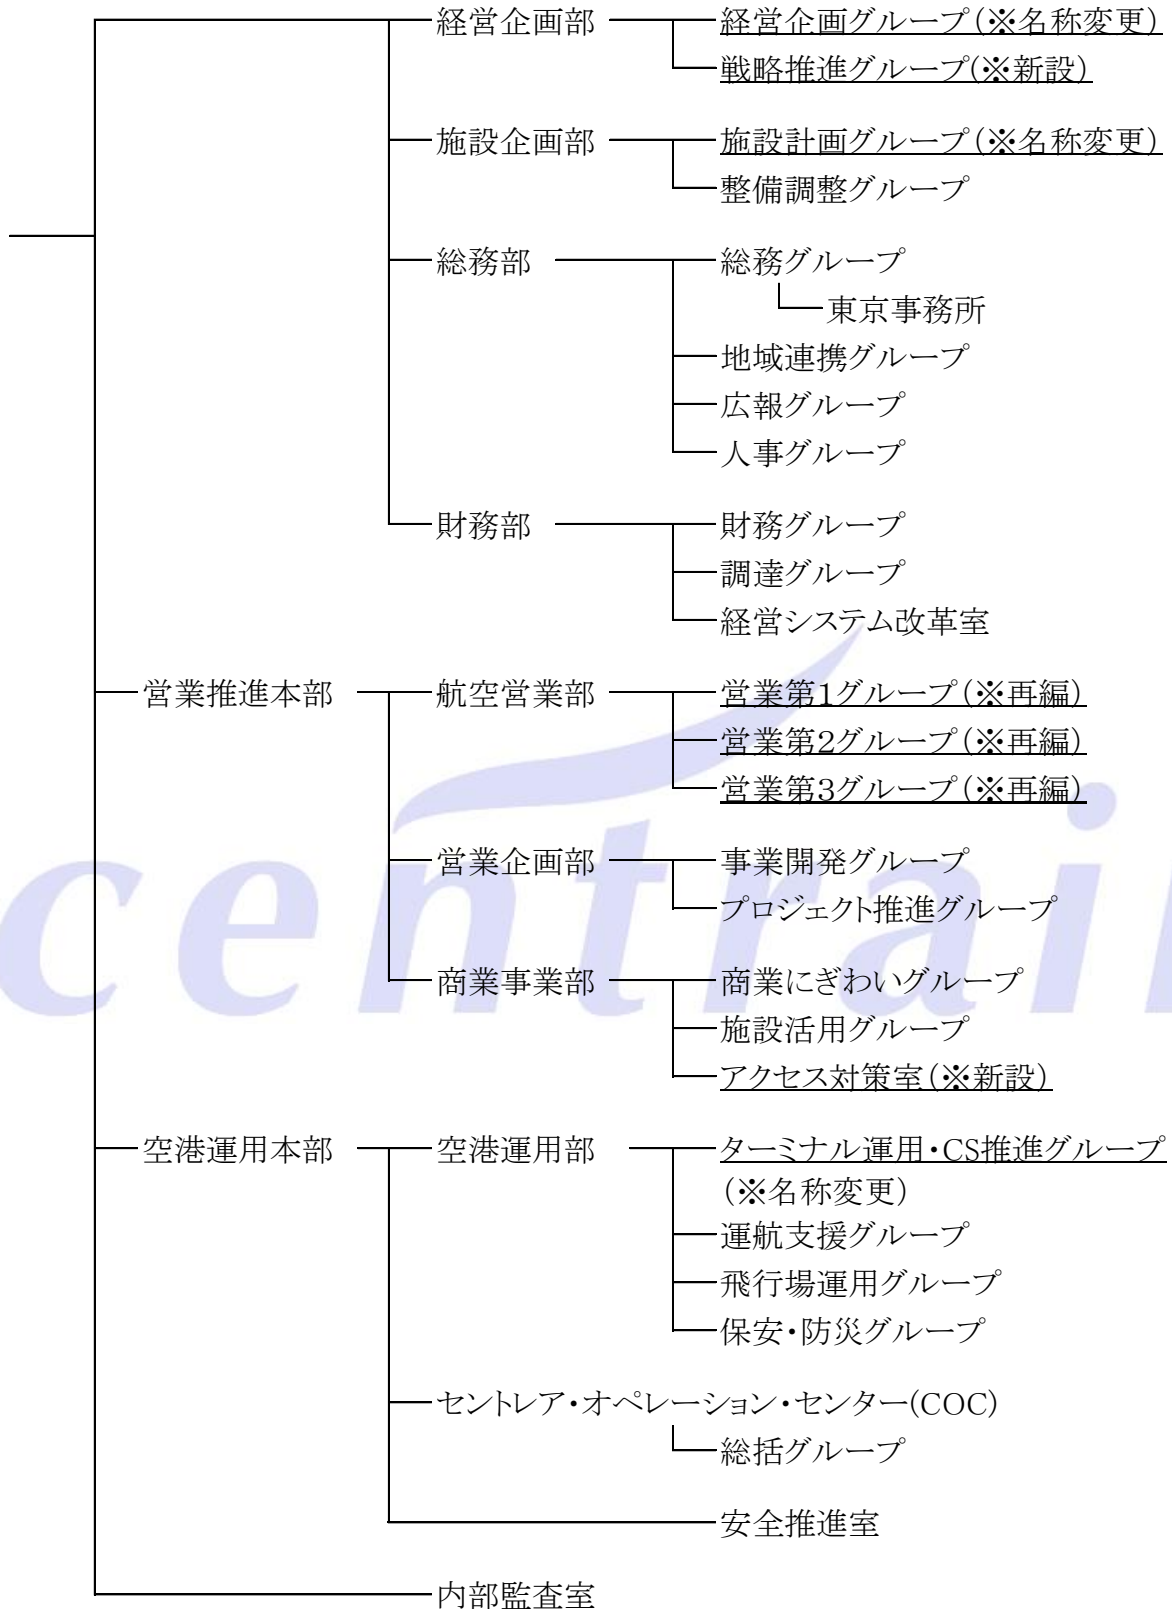 経営企画部 経営企画グループ(※名称変更)
戦略推進グループ(※新設)
施設企画部 施設計画グループ(※名称変更)
整備調整グループ
総務部 総務グループ
東京事務所
地域連携グループ
広報グループ
人事グループ
財務部 財務グループ
調達グループ
経営システム改革室
営業推進本部 航空営業部 営業第1グループ(※再編)
営業第2グループ(※再編)
営業第3グループ(※再編)
営業企画部 事業開発グループ
プロジェクト推進グループ
商業事業部 商業にぎわいグループ
施設活用グループ
アクセス対策室(※新設)
空港運用本部 空港運用部 ターミナル運用・CS推進グループ
(※名称変更)
運航支援グループ
飛行場運用グループ
保安・防災グループ
セントレア・オペレーション・センター(COC)
総括グループ
安全推進室
内部監査室
centrair